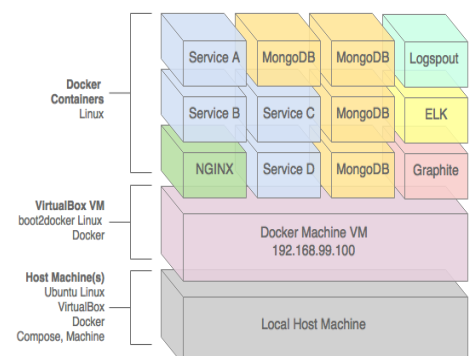 Docker
Containers
Linux
Service A
MongoDB
MongoDB
Logspout
Service B
Service C
MongoDB
ELK
NGINX
Service D
MongoDB
Graphite
VirtualBox VM
boot2docker Linux
Docker
Docker Machine VM
192.168.99.100
Host Machine(s)
Ubuntu Linux
VirtualBox
Docker
Compose, Machine
Local Host Machine